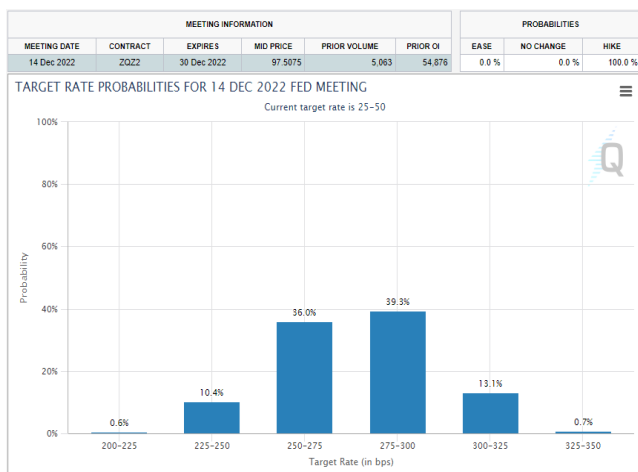 MEETING INFORMATION
PROBABILITIES
MEETING DATE CONTRACT EXPIRES MID PRICE PRIOR VOLUME PRIOR OI EASE NO CHANGE HIKE
14 Dec 2022 ZQZ2 30 Dec 2022 97.5075 5,063 54,876 0.0 % 0.0 % 100.0 %
TARGET RATE PROBABILITIES FOR 14 DEC 2022 FED MEETING
Current target rate is 25-50
Q
Probability
100%
80%
60%
40%
20%
0%
0.6%
10.4%
36.0%
39.3%
13.1%
0.7%
200-225 225-250 250-275 275-300 300-325 325-350
Target Rate (in bps)